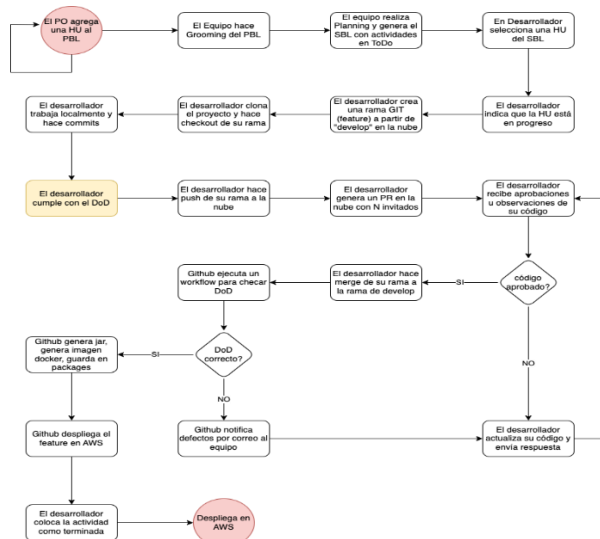 El PO agrega
una HU al
PBL
El Equipo hace
Grooming del PBL
El equipo realiza
Planning y genera el
SBL con actividades
en ToDo
En Desarrollador
selecciona una HU
del SBL
El desarrollador
trabaja localmente y
hace commits
El desarrollador clona
el proyecto y hace
checkout de su rama
El desarrollador crea
una rama GIT
(feature) a partir
de "develop" en la nube
El desarrollador
indica que la HU está
en progreso
El desarrollador
cumple con el DoD
El desarrollador hace
push de su rama a la
nube
El desarrollador
genera un PR en la
nube con N invitados
El desarrollador
recibe aprobaciones
u observaciones de
su código
Github ejecuta un
workflow para checar
DoD
El desarrollador hace
merge de su rama a
la rama de develop
SI
código
aprobado?
Github genera jar,
genera imagen
docker, guarda en
packages
SI
DoD
correcto?
NO
NO
Github despliega el
feature en AWS
Github notifica
defectos por correo al
equipo
El desarrollador
actualiza su código y
envía respuesta
El desarrollador
coloca la actividad
como terminada
Despliega en
AWS